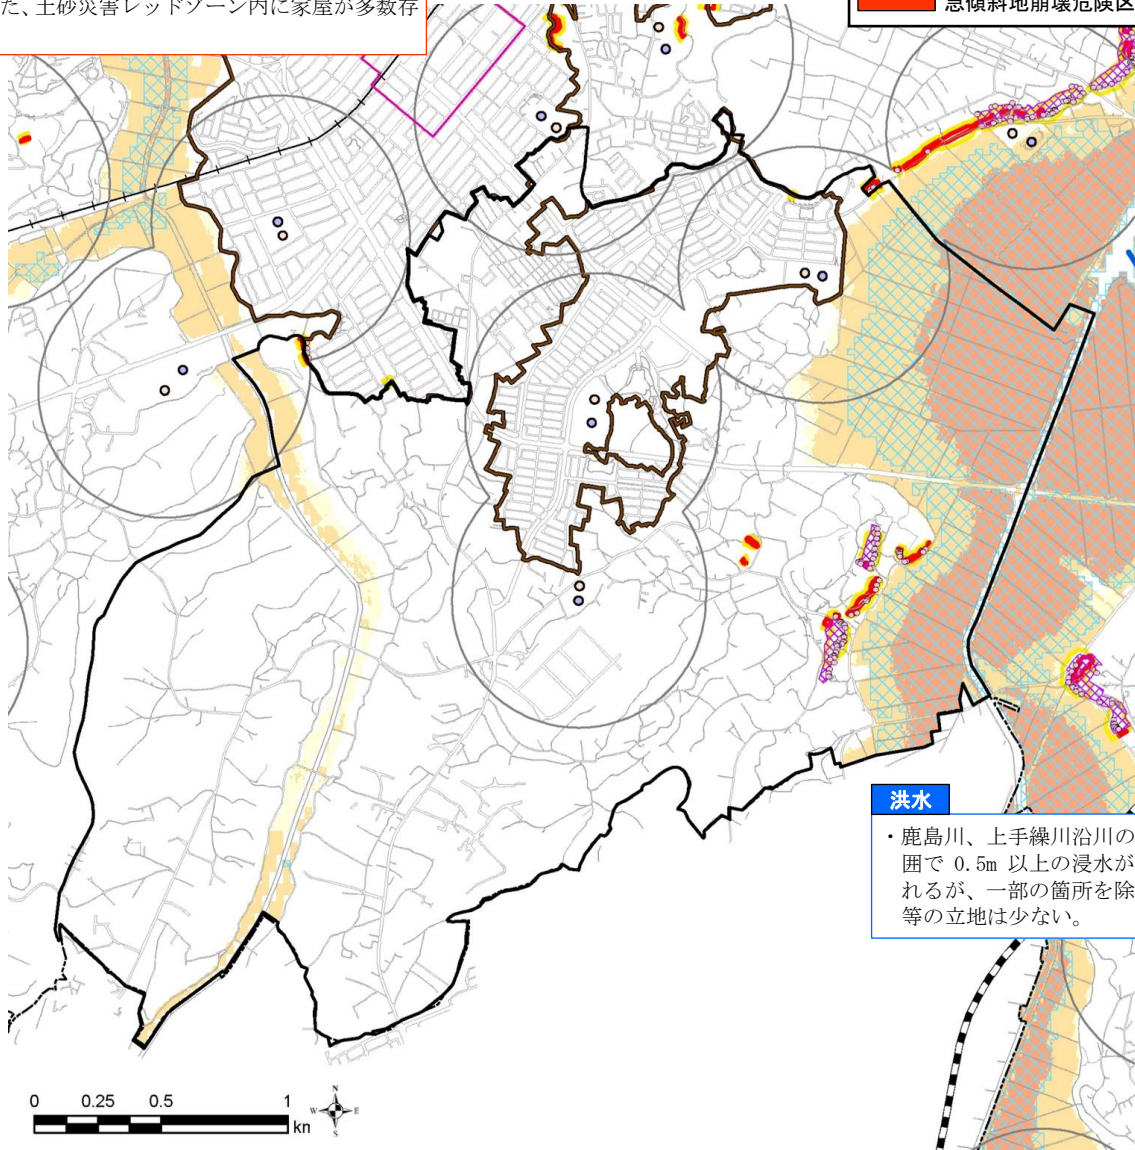 た、土砂災害レッドゾーン内に家屋が多数存
急傾斜地崩壊危険区
洪水
・鹿島川、上手繰川沿川の
囲で 0.5m 以上の浸水が
れるが、一部の箇所を除
等の立地は少ない。
0 0.25 0.5 1
km
N
W E
S